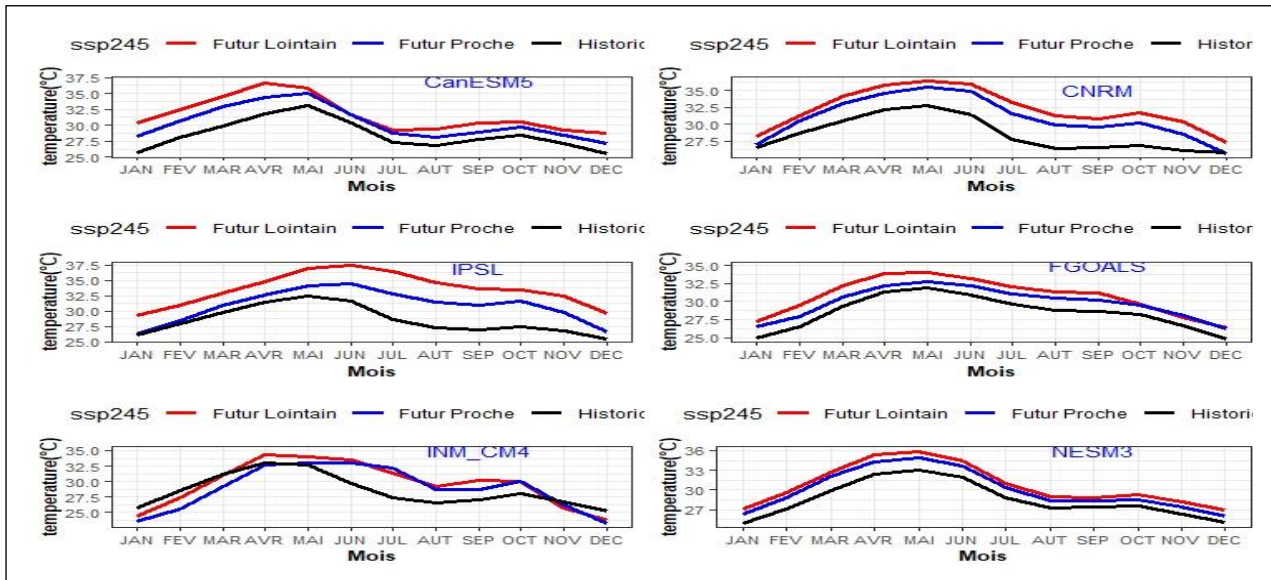 ssp245 Futur Lointain Futur Proche Historic
CanESM5
temperature(ºC)
37.5
35.0
32.5
30.0
27.5
25.0
JAN FEV MAR AVR MAI JUN JUL AUT SEP OCT NOV DEC
Mois
ssp245 Futur Lointain Futur Proche Histor
CNRM
temperature(ºC)
35.0
32.5
30.0
27.5
JAN FEV MAR AVR MAI JUN JUL AUT SEP OCT NOV DEC
Mois
ssp245 Futur Lointain Futur Proche Historic
IPSL
temperature(ºC)
37.5
35.0
32.5
30.0
27.5
25.0
JAN FEV MAR AVR MAI JUN JUL AUT SEP OCT NOV DEC
Mois
ssp245 Futur Lointain Futur Proche Histor
FGOALS
temperature(ºC)
35.0
32.5
30.0
27.5
25.0
JAN FEV MAR AVR MAI JUN JUL AUT SEP OCT NOV DEC
Mois
ssp245 Futur Lointain Futur Proche Historic
INM_CM4
temperature(ºC)
35.0
32.5
30.0
27.5
25.0
JAN FEV MAR AVR MAI JUN JUL AUT SEP OCT NOV DEC
Mois
ssp245 Futur Lointain Futur Proche Histor
NESM3
temperature(ºC)
36
33
30
27
JAN FEV MAR AVR MAI JUN JUL AUT SEP OCT NOV DEC
Mois